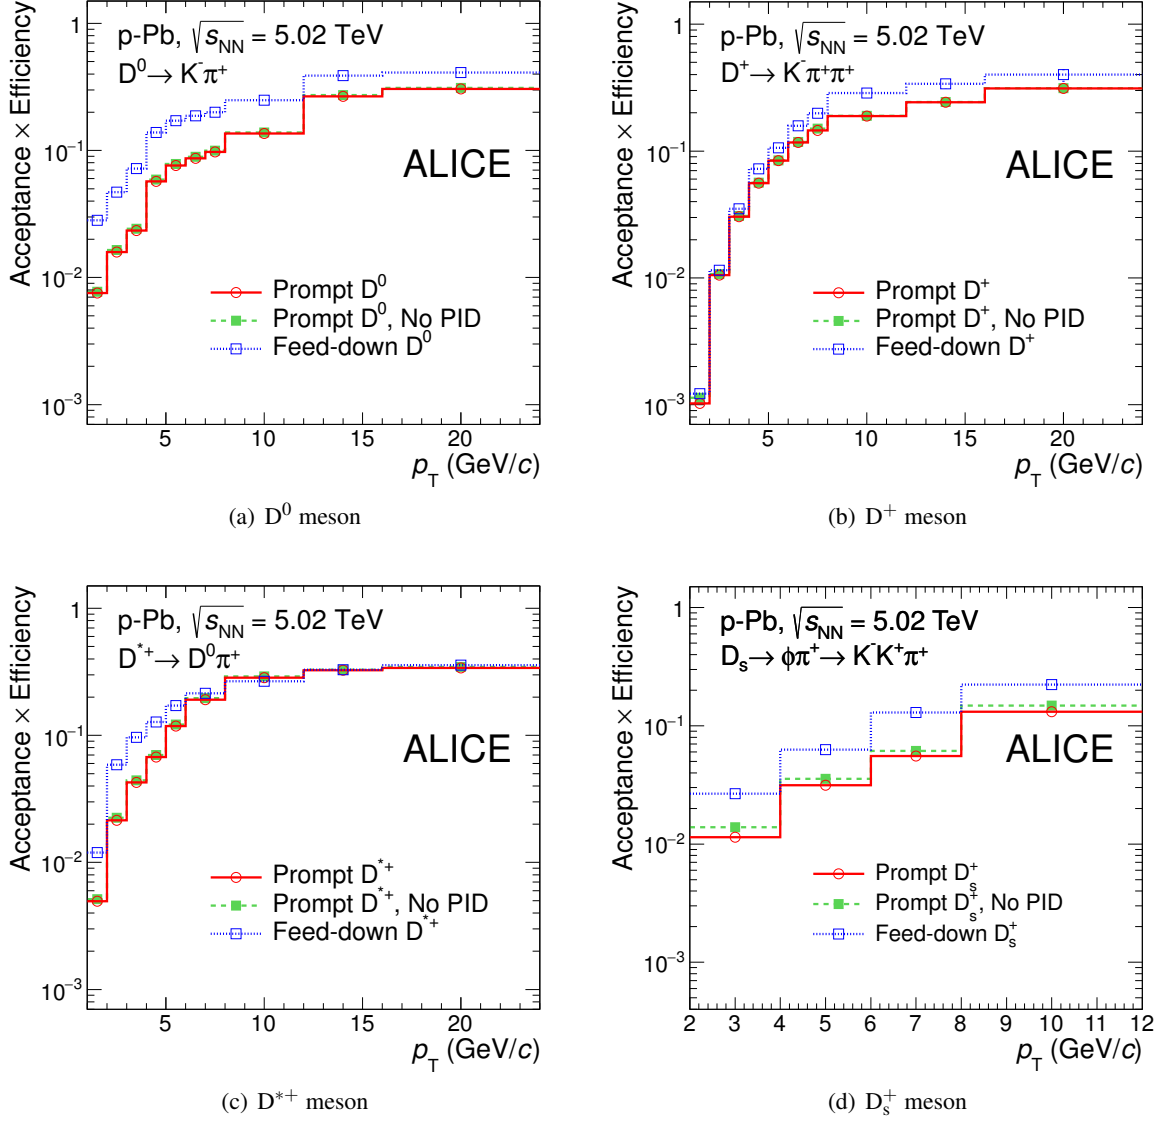 Acceptance × Efficiency
1
10⁻¹
10⁻²
10⁻³
p-Pb, √sNN = 5.02 TeV
D⁰→ K⁻π⁺
ALICE
Prompt D⁰
Prompt D⁰, No PID
Feed-down D⁰
5 10 15 20
pT (GeV/c)
(a) D⁰ meson
Acceptance × Efficiency
1
10⁻¹
10⁻²
10⁻³
p-Pb, √sNN = 5.02 TeV
D⁺→ K⁻π⁺π⁺
ALICE
Prompt D⁺
Prompt D⁺, No PID
Feed-down D⁺
5 10 15 20
pT (GeV/c)
(b) D⁺ meson
Acceptance × Efficiency
1
10⁻¹
10⁻²
10⁻³
p-Pb, √sNN = 5.02 TeV
D*⁺→ D⁰π⁺
ALICE
Prompt D*⁺
Prompt D*⁺, No PID
Feed-down D*⁺
5 10 15 20
pT (GeV/c)
(c) D*⁺ meson
Acceptance × Efficiency
1
10⁻¹
10⁻²
10⁻³
p-Pb, √sNN = 5.02 TeV
Ds→ ϕπ⁺→ K⁻K⁺π⁺
ALICE
Prompt Ds⁺
Prompt Ds⁺, No PID
Feed-down Ds⁺
2 3 4 5 6 7 8 9 10 11 12
pT (GeV/c)
(d) Ds⁺ meson